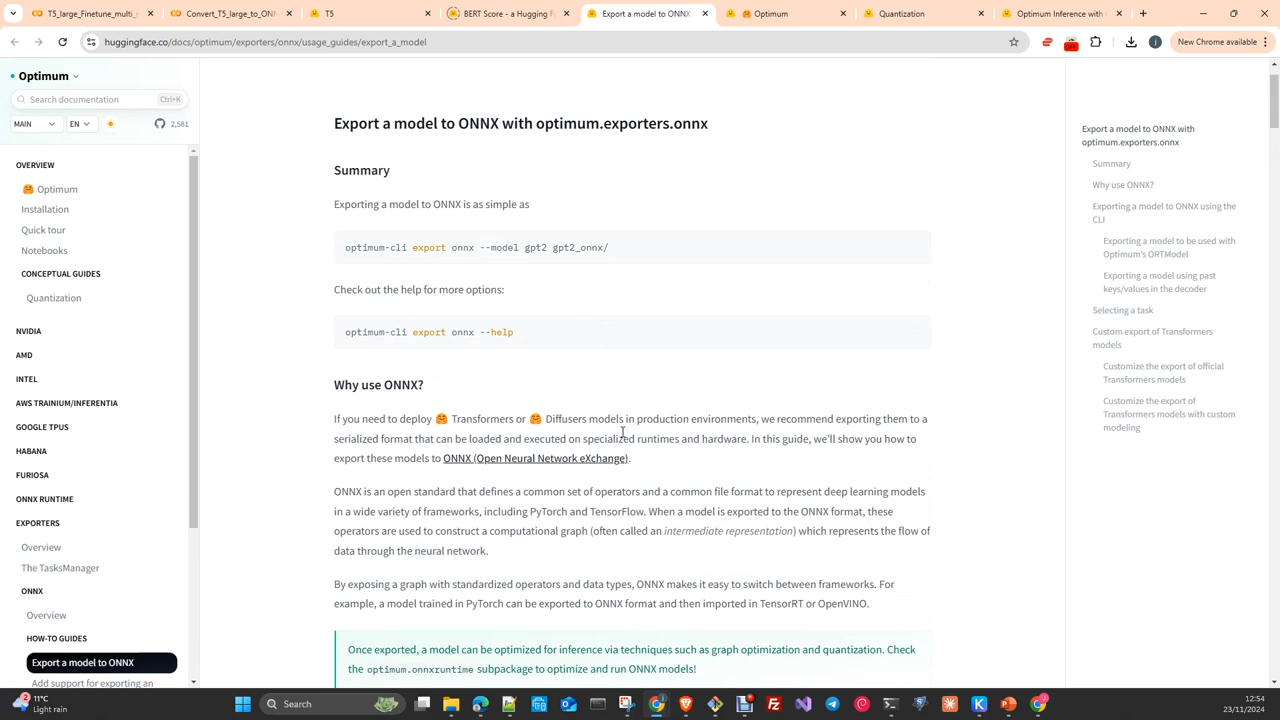 T5_large_Finetune_multi_
Convert_T5_large_to_ON
T5
BERT Score - a Hugging F
Export a model to ONNX
Optimum
Quantization
Optimum Inference with
huggingface.co/docs/optimum/exporters/onnx/usage_guides/export_a_model
OFF
New Chrome available
Optimum
Search documentation
Ctrl+K
MAIN
EN
2,581
OVERVIEW
🤗 Optimum
Installation
Quick tour
Notebooks
CONCEPTUAL GUIDES
Quantization
NVIDIA
AMD
INTEL
AWS TRAINIUM/INFERENTIA
GOOGLE TPUS
HABANA
FURIOSA
ONNX RUNTIME
EXPORTERS
Overview
The TasksManager
ONNX
Overview
HOW-TO GUIDES
Export a model to ONNX
Add support for exporting an
Export a model to ONNX with optimum.exporters.onnx
Summary
Exporting a model to ONNX is as simple as
optimum-cli export onnx --model gpt2 gpt2_onnx/
Check out the help for more options:
optimum-cli export onnx --help
Why use ONNX?
If you need to deploy 🤗 Transformers or 🤗 Diffusers models in production environments, we recommend exporting them to a
serialized format that can be loaded and executed on specialized runtimes and hardware. In this guide, we'll show you how to
export these models to ONNX (Open Neural Network eXchange).
ONNX is an open standard that defines a common set of operators and a common file format to represent deep learning models
in a wide variety of frameworks, including PyTorch and TensorFlow. When a model is exported to the ONNX format, these
operators are used to construct a computational graph (often called an intermediate representation) which represents the flow of
data through the neural network.
By exposing a graph with standardized operators and data types, ONNX makes it easy to switch between frameworks. For
example, a model trained in PyTorch can be exported to ONNX format and then imported in TensorRT or OpenVINO.
Once exported, a model can be optimized for inference via techniques such as graph optimization and quantization. Check
the optimum.onnxruntime subpackage to optimize and run ONNX models!
Export a model to ONNX with
optimum.exporters.onnx
Summary
Why use ONNX?
Exporting a model to ONNX using the
CLI
Exporting a model to be used with
Optimum's ORTModel
Exporting a model using past
keys/values in the decoder
Selecting a task
Custom export of Transformers
models
Customize the export of official
Transformers models
Customize the export of
Transformers models with custom
modeling
11°C
Light rain
Search
12:54
23/11/2024